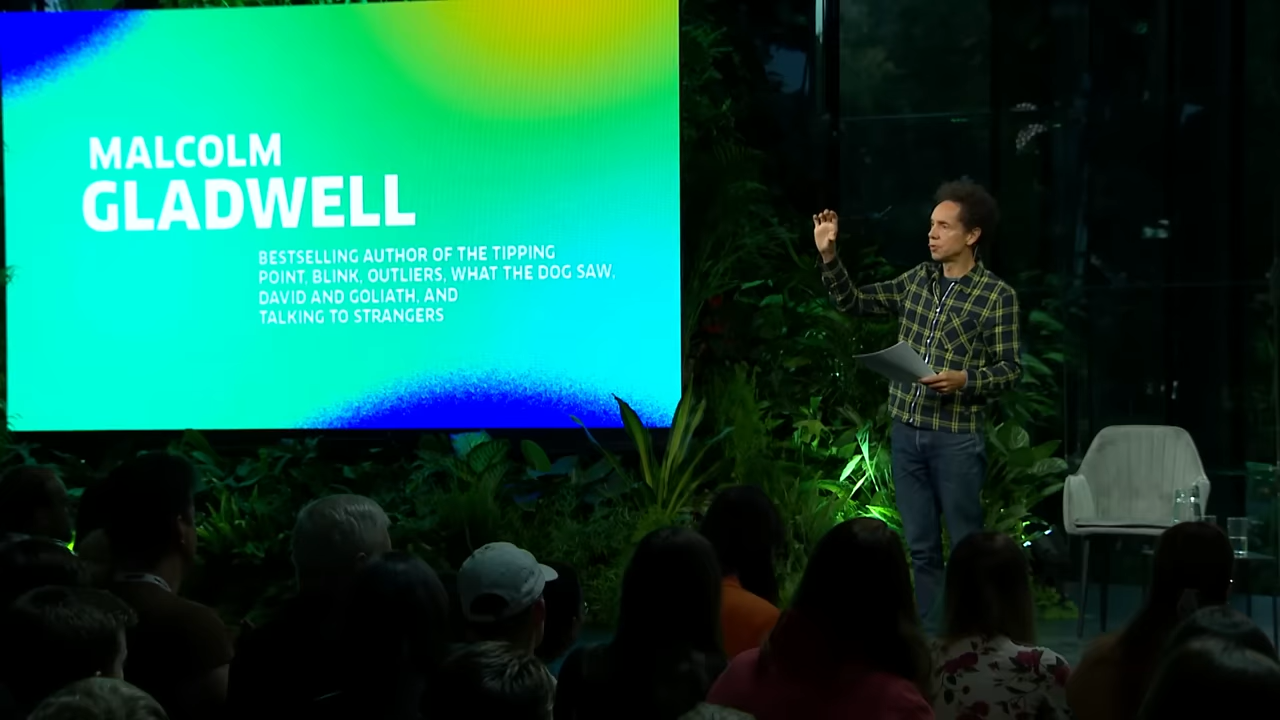 MALCOLM
GLADWELL
BESTSELLING AUTHOR OF THE TIPPING
POINT, BLINK, OUTLIERS, WHAT THE DOG SAW,
DAVID AND GOLIATH, AND
TALKING TO STRANGERS